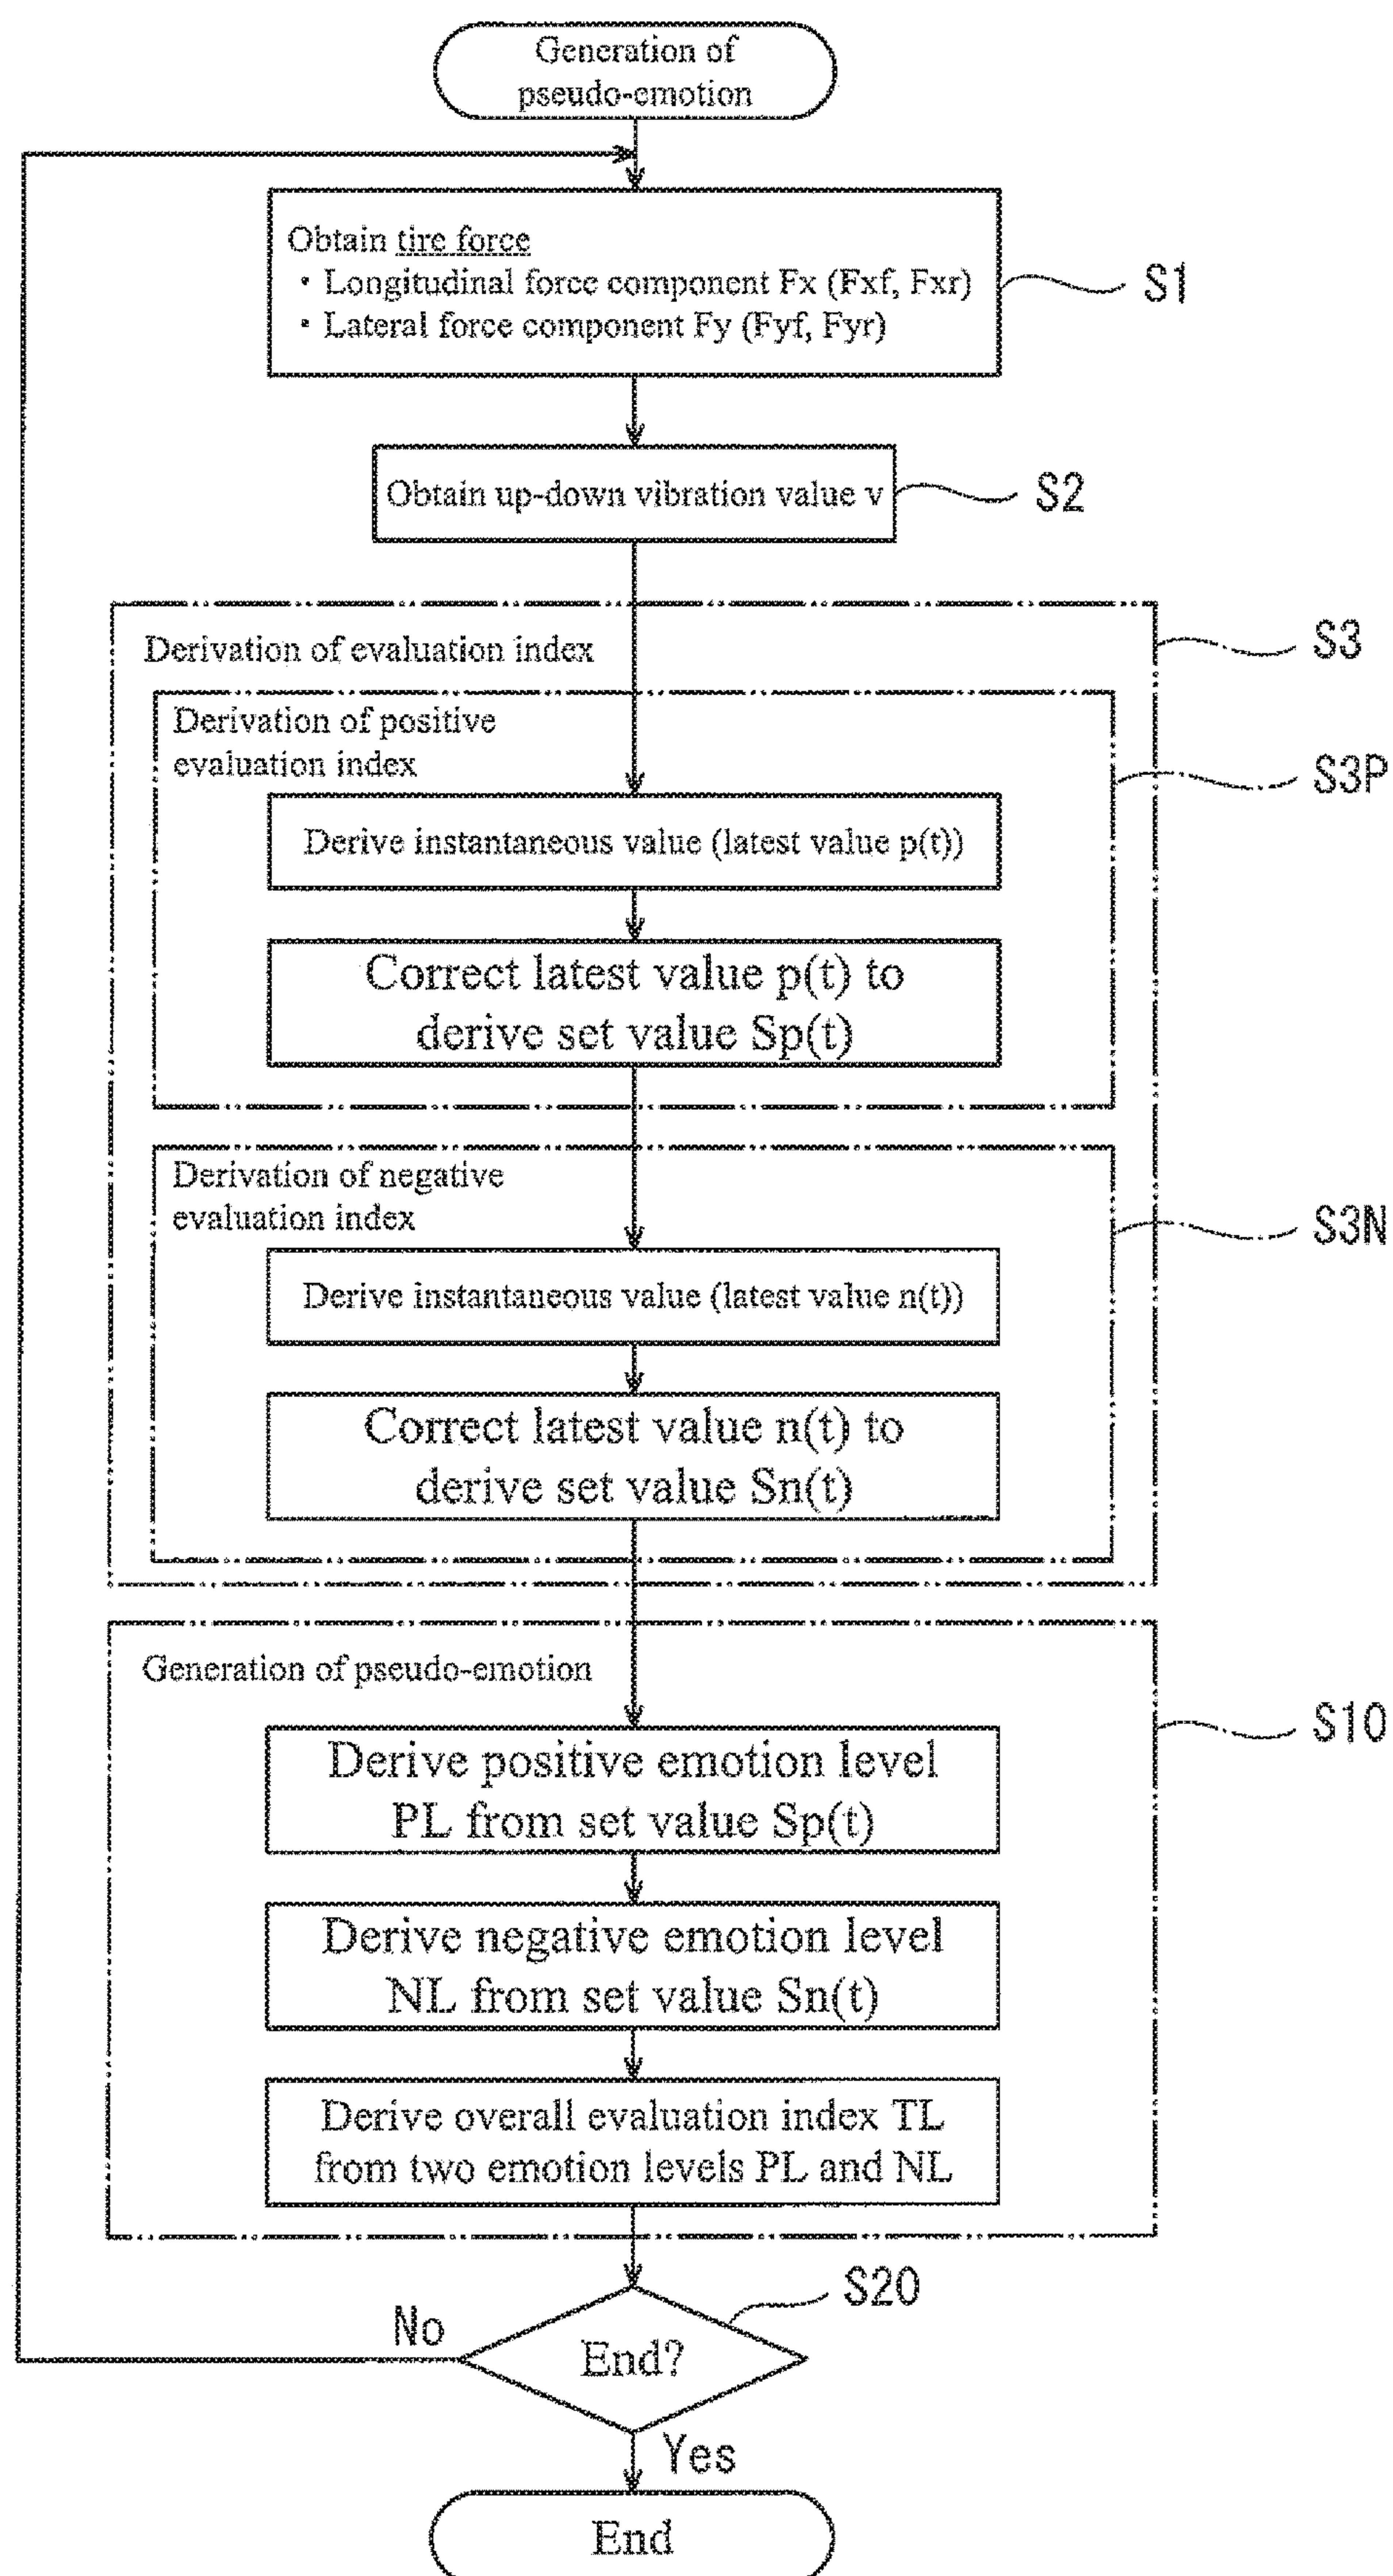 Generation of
pseudo-emotion
Obtain tire force
・Longitudinal force component Fx (Fxf, Fxr)
・Lateral force component Fy (Fyf, Fyr)
S1
Obtain up-down vibration value v
S2
Derivation of evaluation index
S3
Derivation of positive
evaluation index
S3P
Derive instantaneous value (latest value p(t))
Correct latest value p(t) to
derive set value Sp(t)
Derivation of negative
evaluation index
S3N
Derive instantaneous value (latest value n(t))
Correct latest value n(t) to
derive set value Sn(t)
Generation of pseudo-emotion
S10
Derive positive emotion level
PL from set value Sp(t)
Derive negative emotion level
NL from set value Sn(t)
Derive overall evaluation index TL
from two emotion levels PL and NL
S20
No
End?
Yes
End